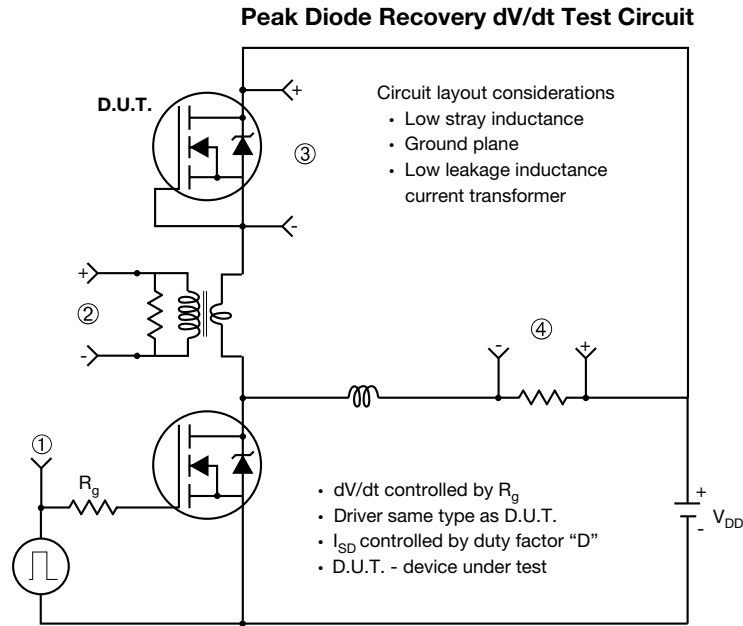 Peak Diode Recovery dV/dt Test Circuit
D.U.T.
+
-
③
Circuit layout considerations
• Low stray inductance
• Ground plane
• Low leakage inductance
current transformer
+
②
-
④
-
+
①
Rg
• dV/dt controlled by Rg
• Driver same type as D.U.T.
• ISD controlled by duty factor “D”
• D.U.T. - device under test
+
VDD
-